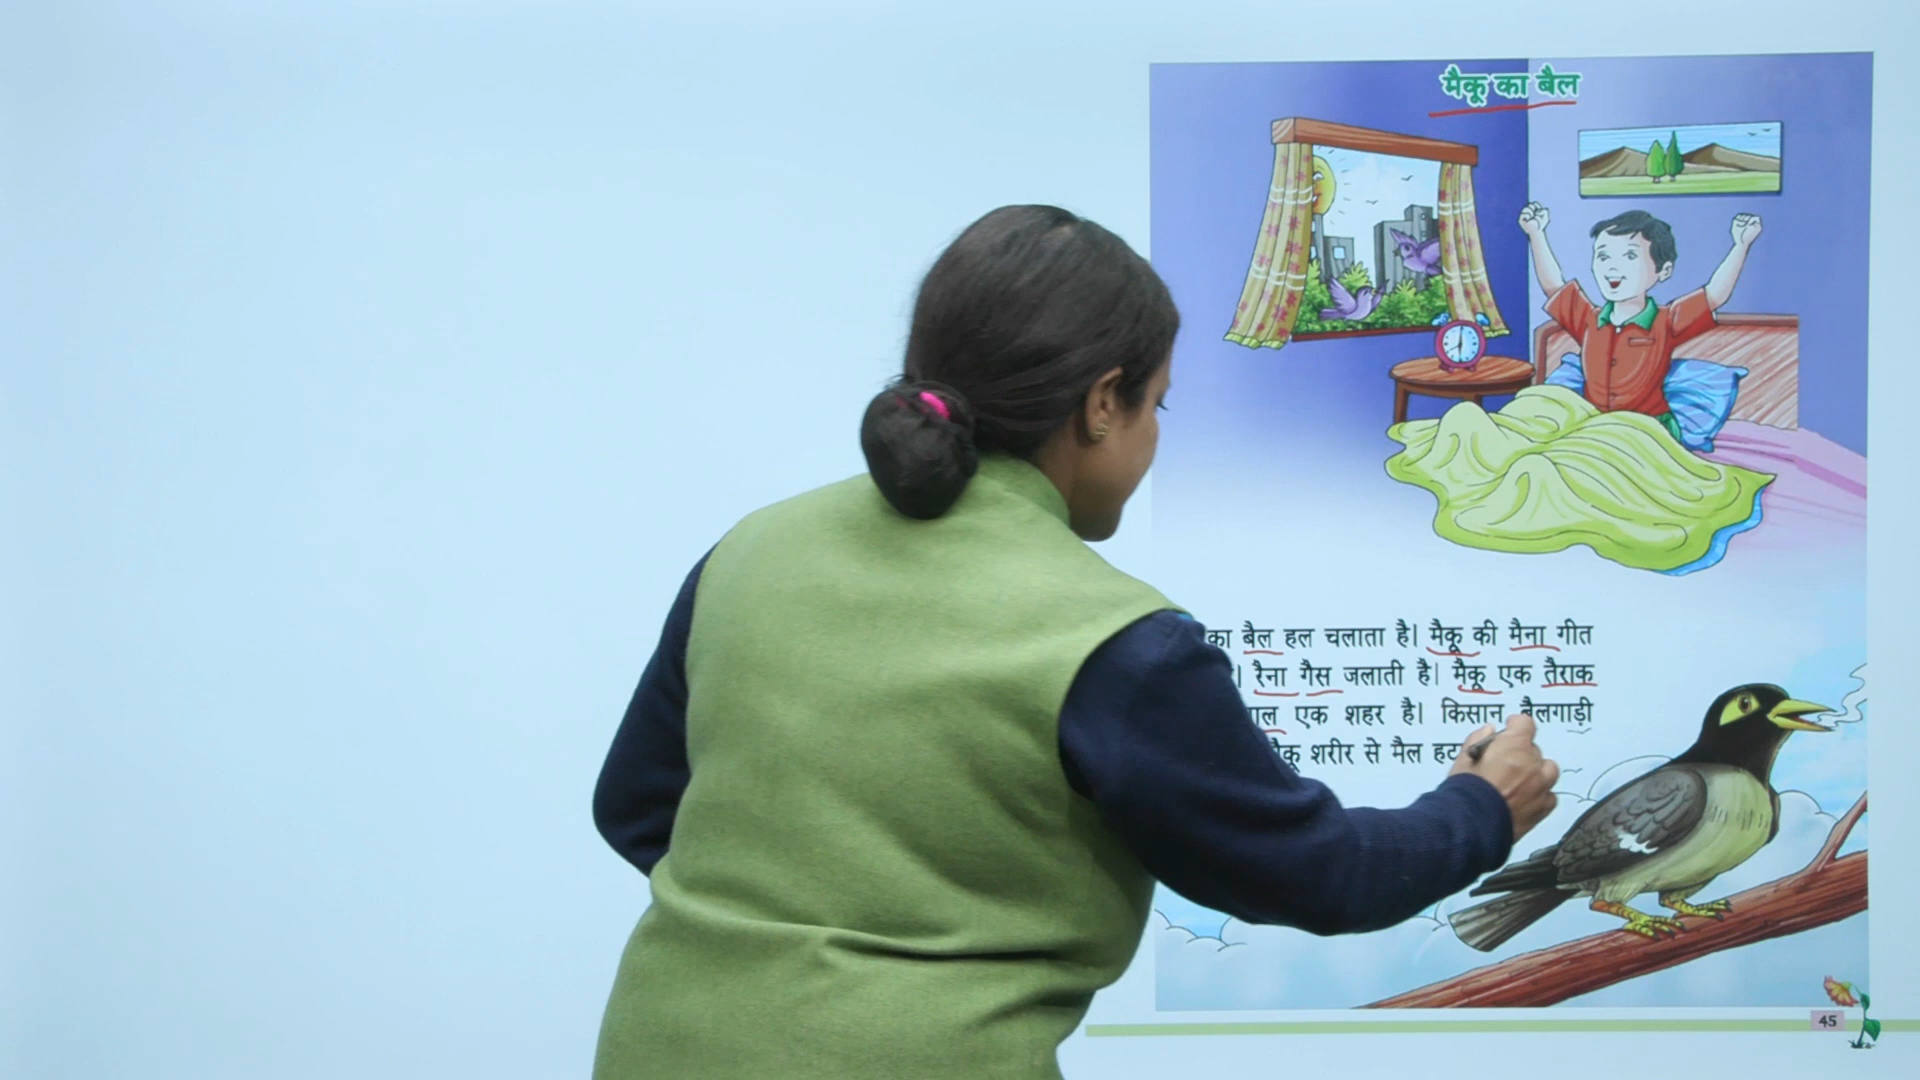 मैकू का बैल
का बैल हल चलाता है। मैकू की मैना गीत
। रैना गैस जलाती है। मैकू एक तैराक
एक शहर है। किसान बैलगाड़ी
शरीर से मैल
45